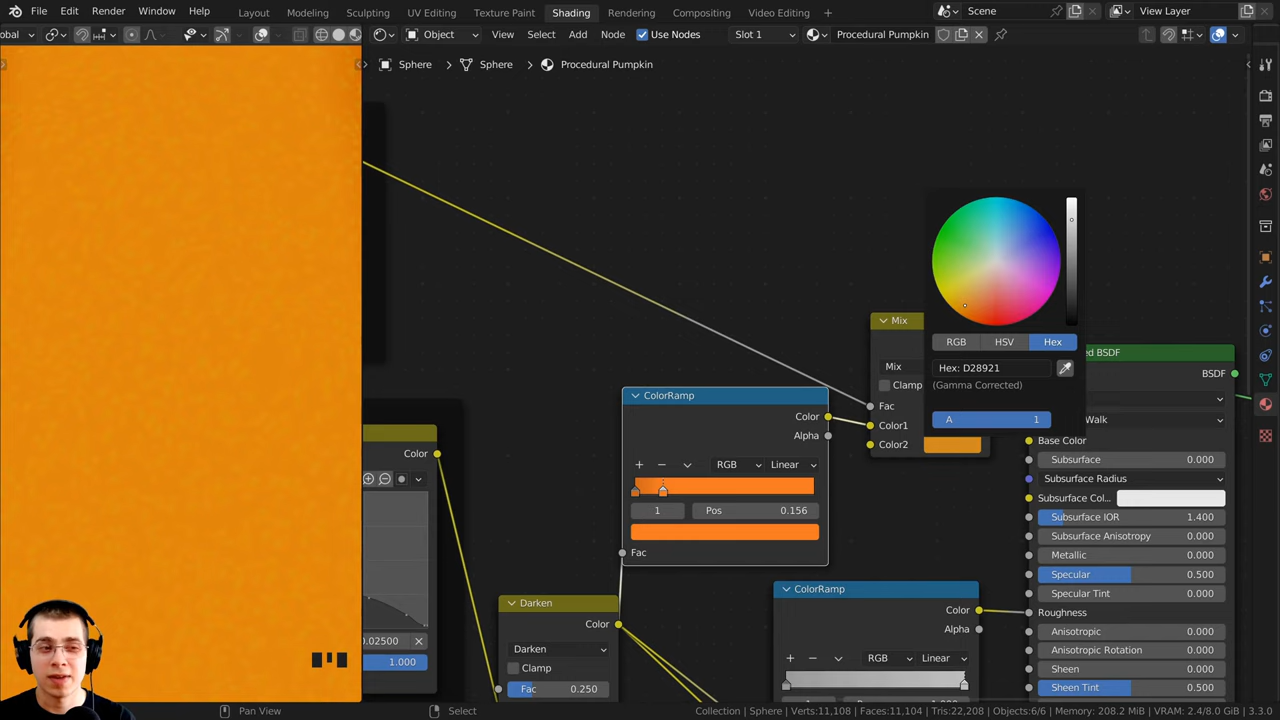 File Edit Render Window Help Layout Modeling Sculpting UV Editing Texture Paint Shading Rendering Compositing Video Editing Scene View Layer
obal Object View Select Add Node Use Nodes Slot 1 Procedural Pumpkin
Sphere Sphere Procedural Pumpkin
Mix
RGB HSV Hex
ed BSDF
Mix
Hex: D28921
BSDF
Clamp
(Gamma Corrected)
ColorRamp
Fac
Color
Color1
A 1
Walk
Alpha
Color2
Base Color
Color
Subsurface 0.000
RGB Linear
Subsurface Radius
Subsurface Col...
1 Pos 0.156
Subsurface IOR 1.400
Subsurface Anisotropy 0.000
Fac
Metallic 0.000
Specular 0.500
ColorRamp
Specular Tint 0.000
Darken
Color
Roughness
Color
Alpha
Anisotropic 0.000
0.02500
Darken
Anisotropic Rotation 0.000
1.000
Clamp
RGB Linear
Sheen 0.000
Fac 0.250
Sheen Tint 0.500
Pan View Select Collection | Sphere | Verts:11,108 | Faces:11,104 | Tris:22,208 | Objects:6/6 | Memory: 208.2 MiB | VRAM: 2.4/8.0 GiB | 3.3.0